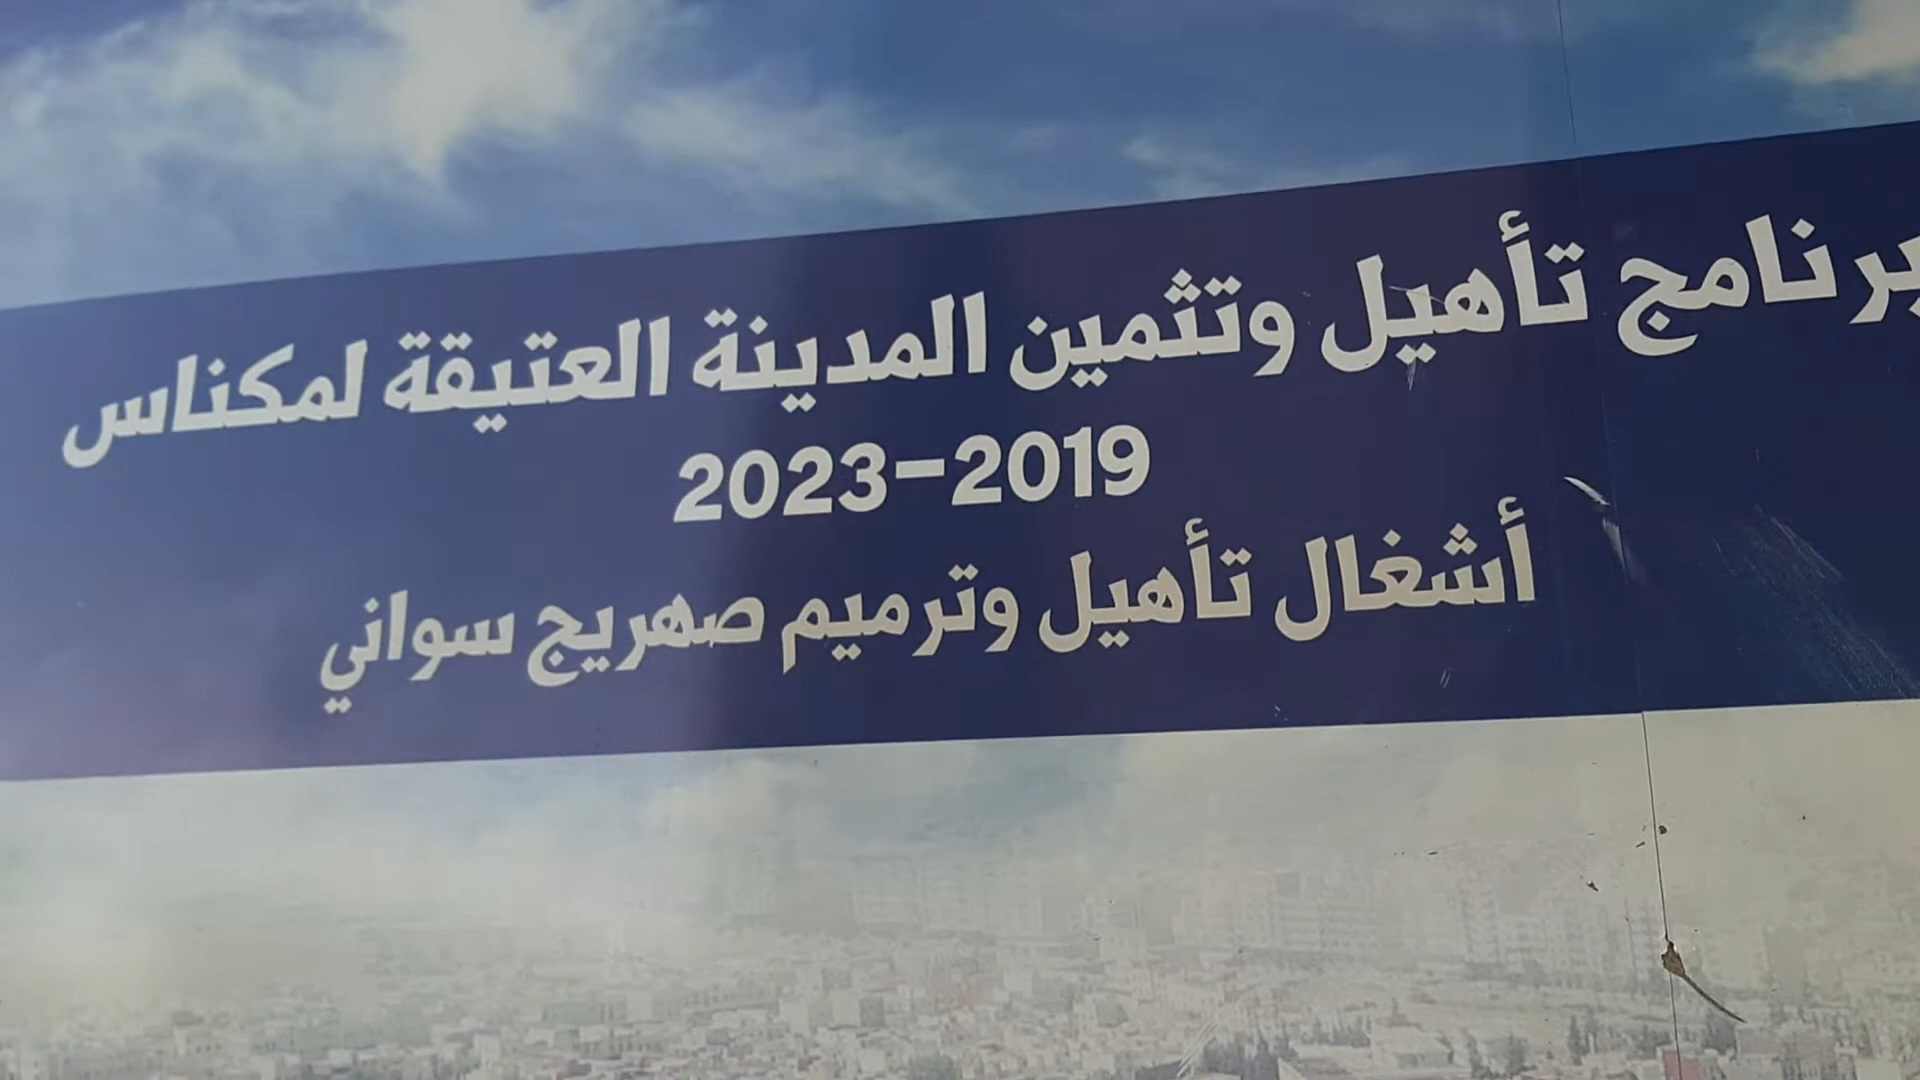 برنامج تأهيل وتثمين المدينة العتيقة لمكناس
2023-2019
أشغال تأهيل وترميم صهريج سواني